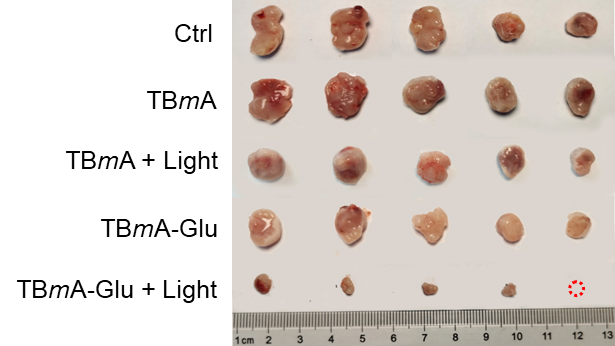 Ctrl
TBmA
TBmA + Light
TBmA-Glu
TBmA-Glu + Light
1cm 2 3 4 5 6 7 8 9 10 11 12 13